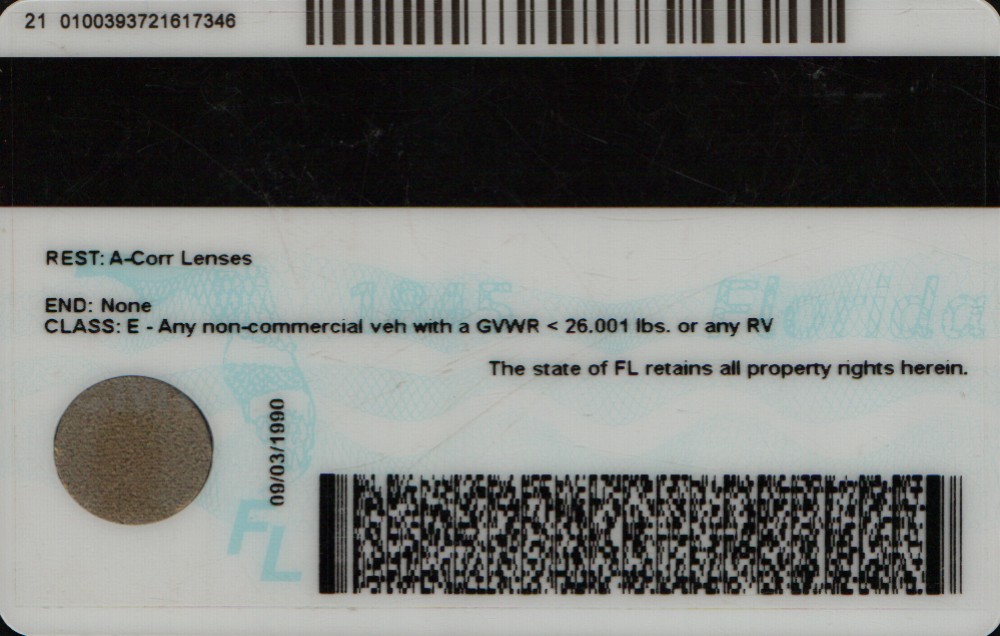 21 0100393721617346
REST: A-Corr Lenses
1845 Florida
END: None
CLASS: E - Any non-commercial veh with a GVWR < 26.001 lbs. or any RV
The state of FL retains all property rights herein.
09/03/1990
FL